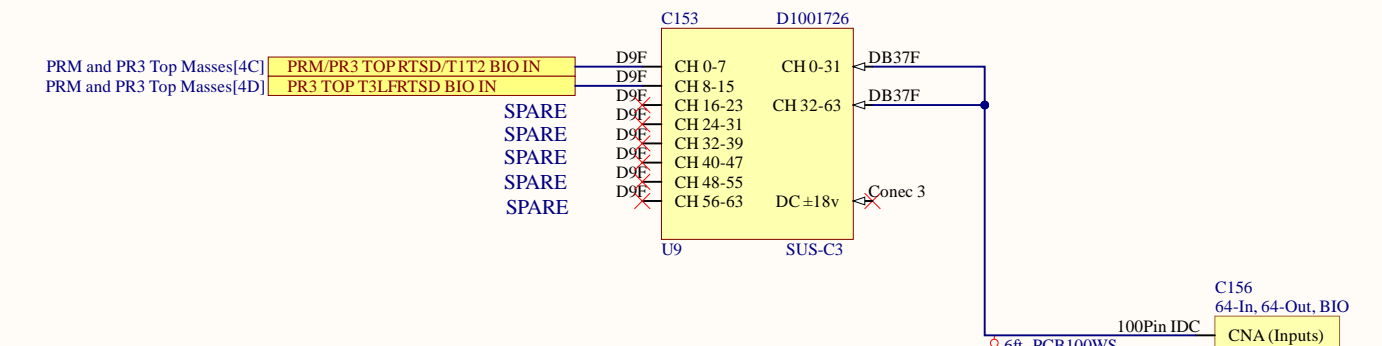 C153 D1001726
PRM and PR3 Top Masses[4C] PRM/PR3 TOP RTSD/T1T2 BIO IN D9F CH 0-7 CH 0-31 DB37F
PRM and PR3 Top Masses[4D] PR3 TOP T3LFRTSD BIO IN D9F CH 8-15
SPARE D9F CH 16-23 CH 32-63 DB37F
SPARE D9F CH 24-31
SPARE D9F CH 32-39
D9F CH 40-47
SPARE D9F CH 48-55
SPARE D9F CH 56-63 DC ±18v Conec 3
U9 SUS-C3
C156
64-In, 64-Out, BIO
100Pin IDC CNA (Inputs)
6ft, PCB100WS